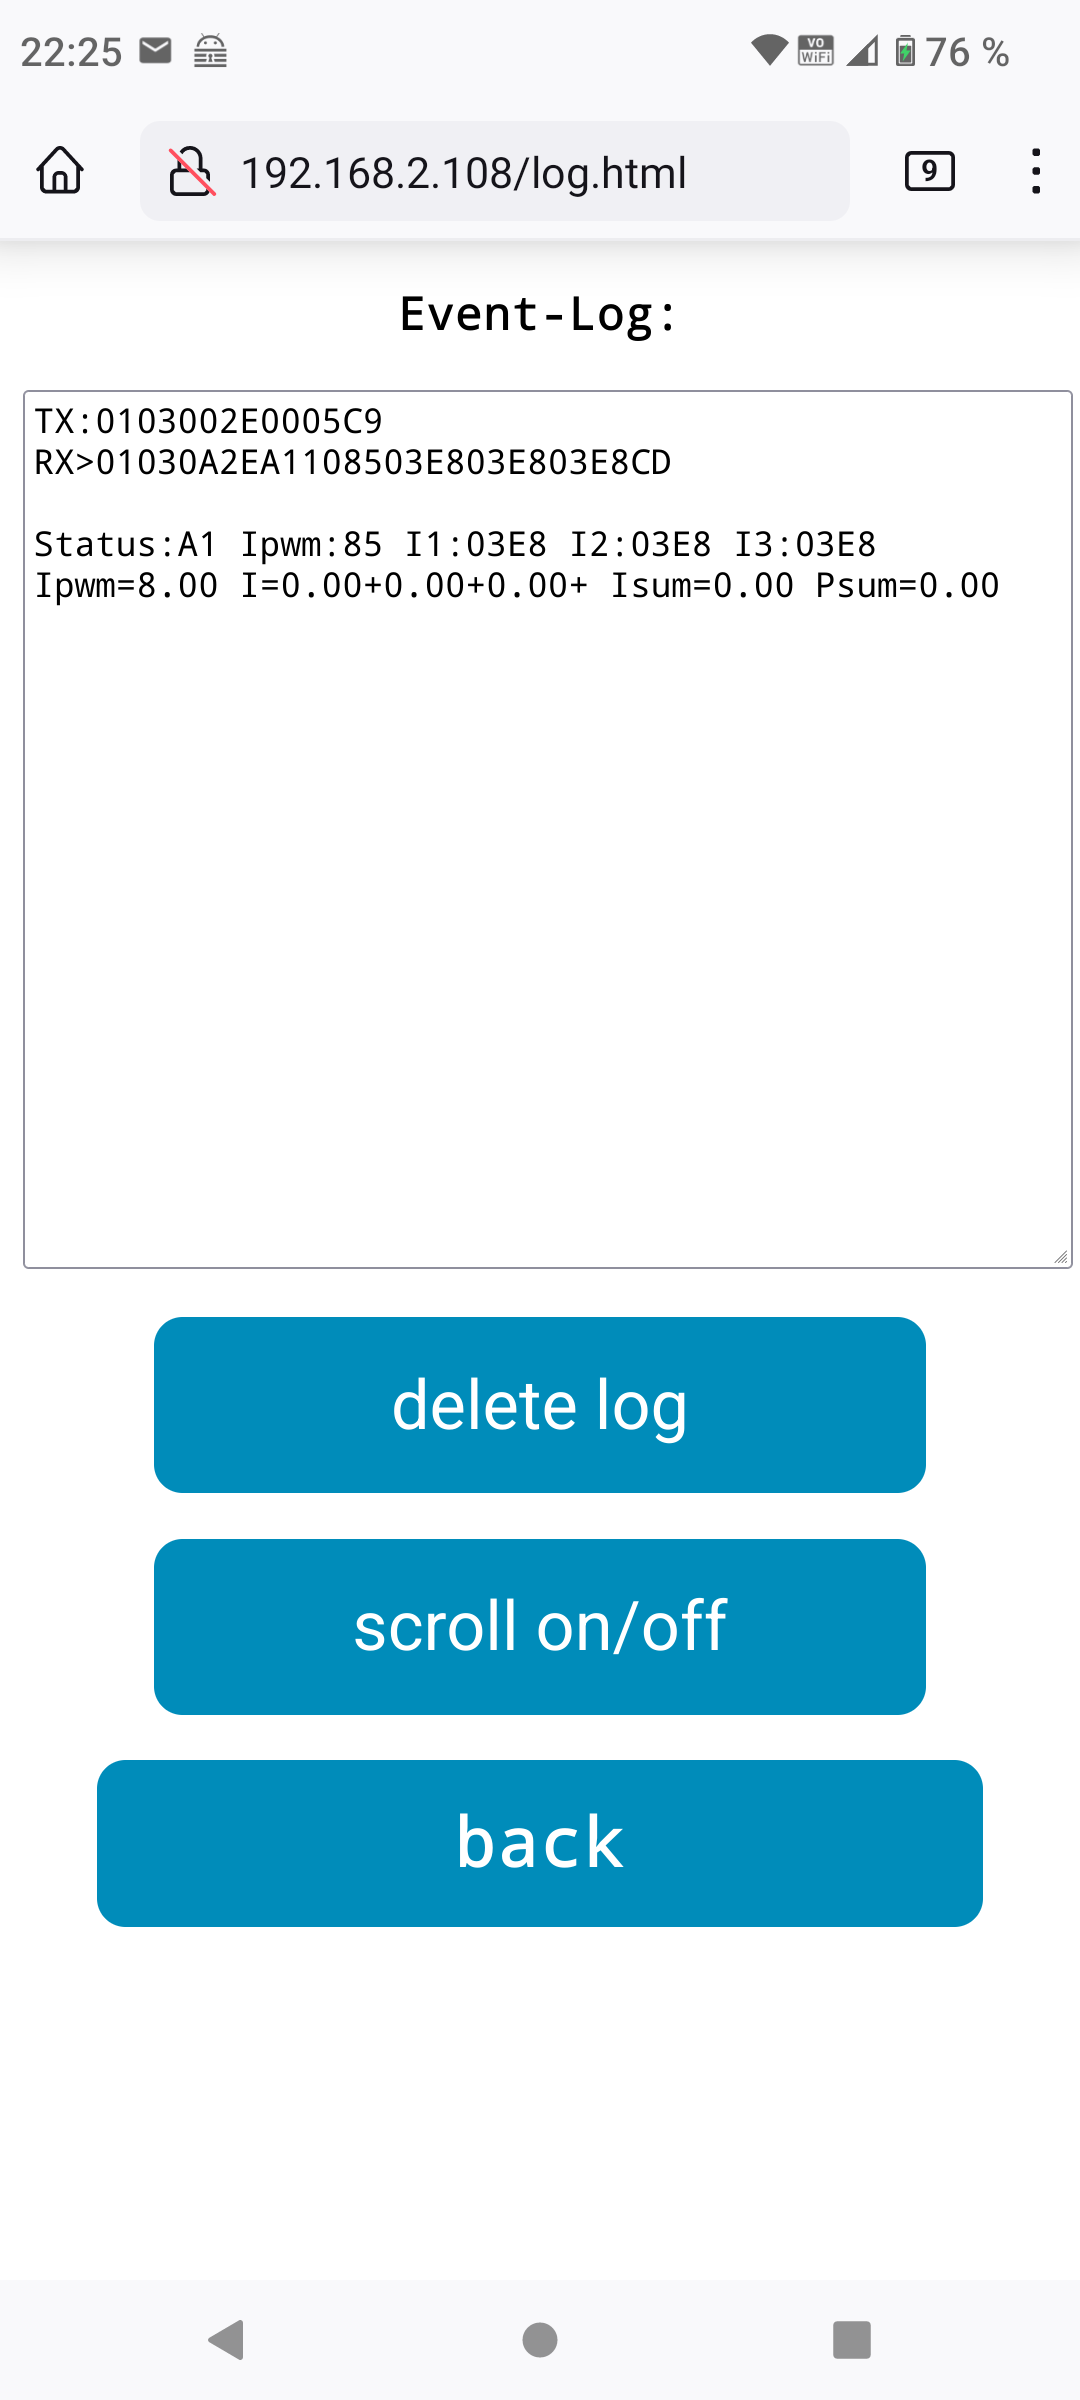 22:25
VO
WiFi
76 %
192.168.2.108/log.html
9
Event-Log:
TX:0103002E0005C9
RX>01030A2EA1108503E803E803E8CD
Status:A1 Ipwm:85 I1:03E8 I2:03E8 I3:03E8
Ipwm=8.00 I=0.00+0.00+0.00+ Isum=0.00 Psum=0.00
delete log
scroll on/off
back